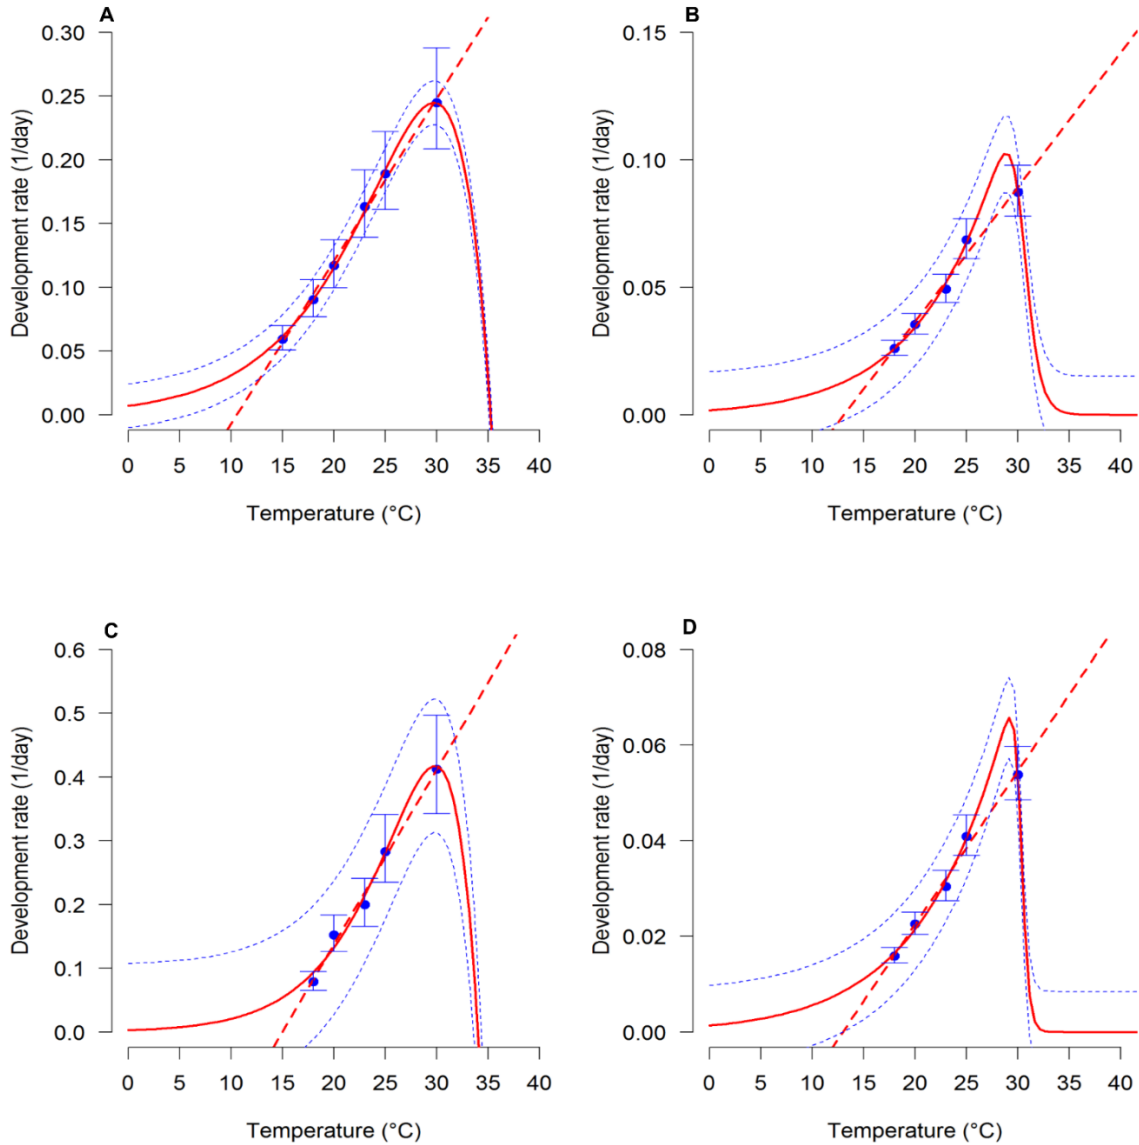 A
Development rate (1/day)
0.30
0.25
0.20
0.15
0.10
0.05
0.00
0 5 10 15 20 25 30 35 40
Temperature (°C)
B
Development rate (1/day)
0.15
0.10
0.05
0.00
0 5 10 15 20 25 30 35 40
Temperature (°C)
C
Development rate (1/day)
0.6
0.5
0.4
0.3
0.2
0.1
0.0
0 5 10 15 20 25 30 35 40
Temperature (°C)
D
Development rate (1/day)
0.08
0.06
0.04
0.02
0.00
0 5 10 15 20 25 30 35 40
Temperature (°C)